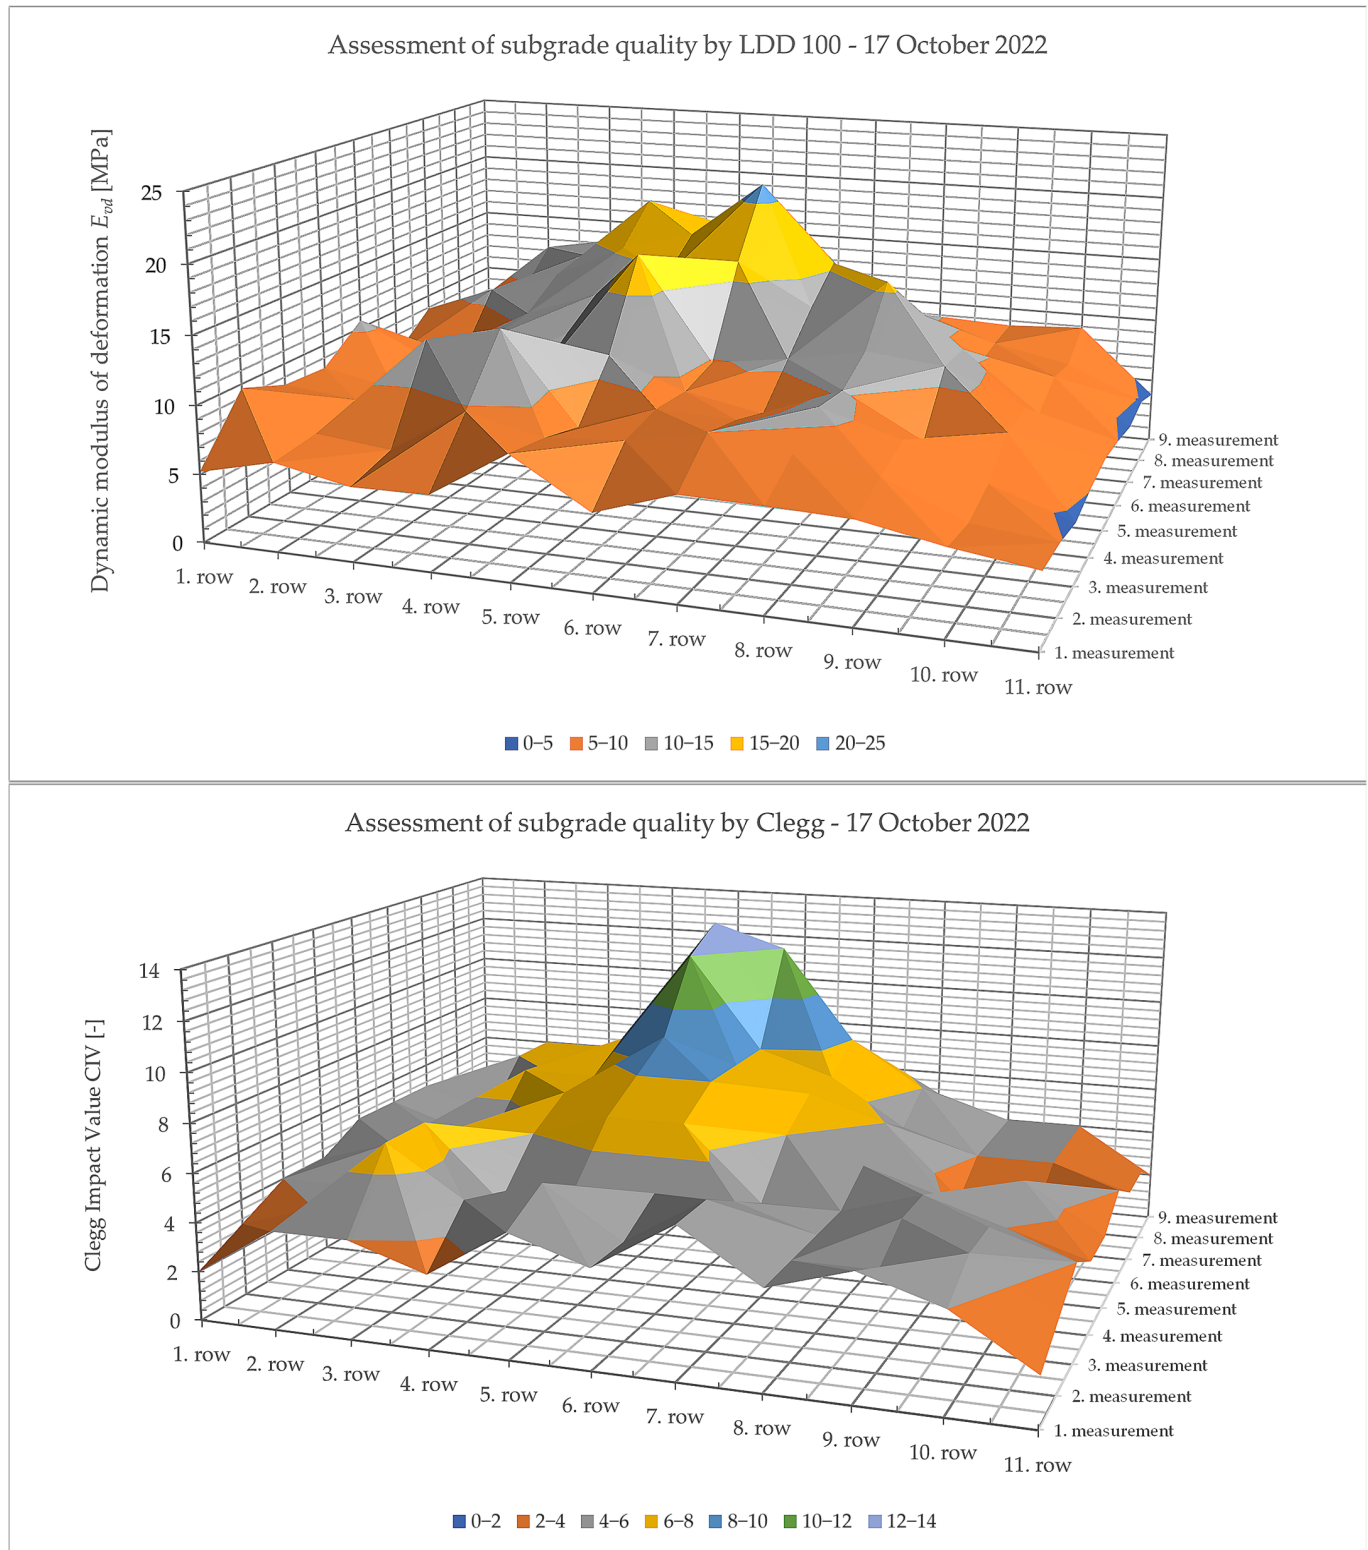 Assessment of subgrade quality by LDD 100 - 17 October 2022
Dynamic modulus of deformation Evd [MPa]
25
20
15
10
5
0
1. row
2. row
3. row
4. row
5. row
6. row
7. row
8. row
9. row
10. row
11. row
9. measurement
8. measurement
7. measurement
6. measurement
5. measurement
4. measurement
3. measurement
2. measurement
1. measurement
0–5 5–10 10–15 15–20 20–25
Assessment of subgrade quality by Clegg - 17 October 2022
Clegg Impact Value CIV [-]
14
12
10
8
6
4
2
0
1. row
2. row
3. row
4. row
5. row
6. row
7. row
8. row
9. row
10. row
11. row
9. measurement
8. measurement
7. measurement
6. measurement
5. measurement
4. measurement
3. measurement
2. measurement
1. measurement
0–2 2–4 4–6 6–8 8–10 10–12 12–14